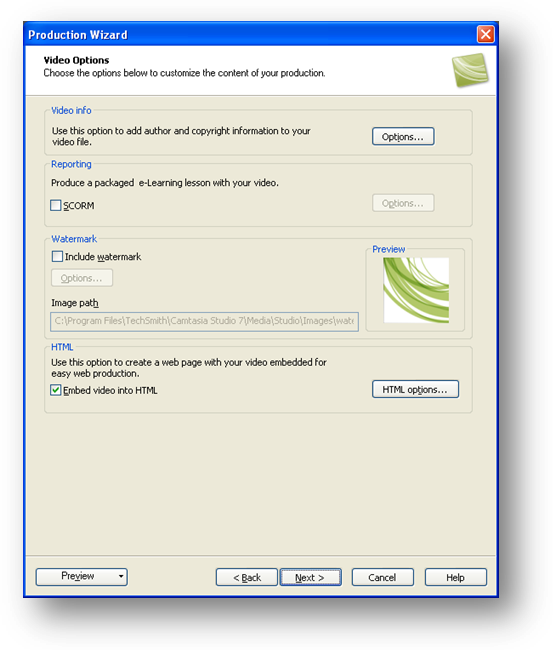 Production Wizard
Video Options
Choose the options below to customize the content of your production.
Video info
Use this option to add author and copyright information to your
video file.
Options...
Reporting
Produce a packaged e-Learning lesson with your video.
SCORM
Options...
Watermark
Include watermark
Options...
Image path
C:\Program Files\TechSmith\Camtasia Studio 7\Media\Studio\Images\wate
Preview
HTML
Use this option to create a web page with your video embedded for
easy web production.
Embed video into HTML
HTML options...
Preview
< Back
Next >
Cancel
Help